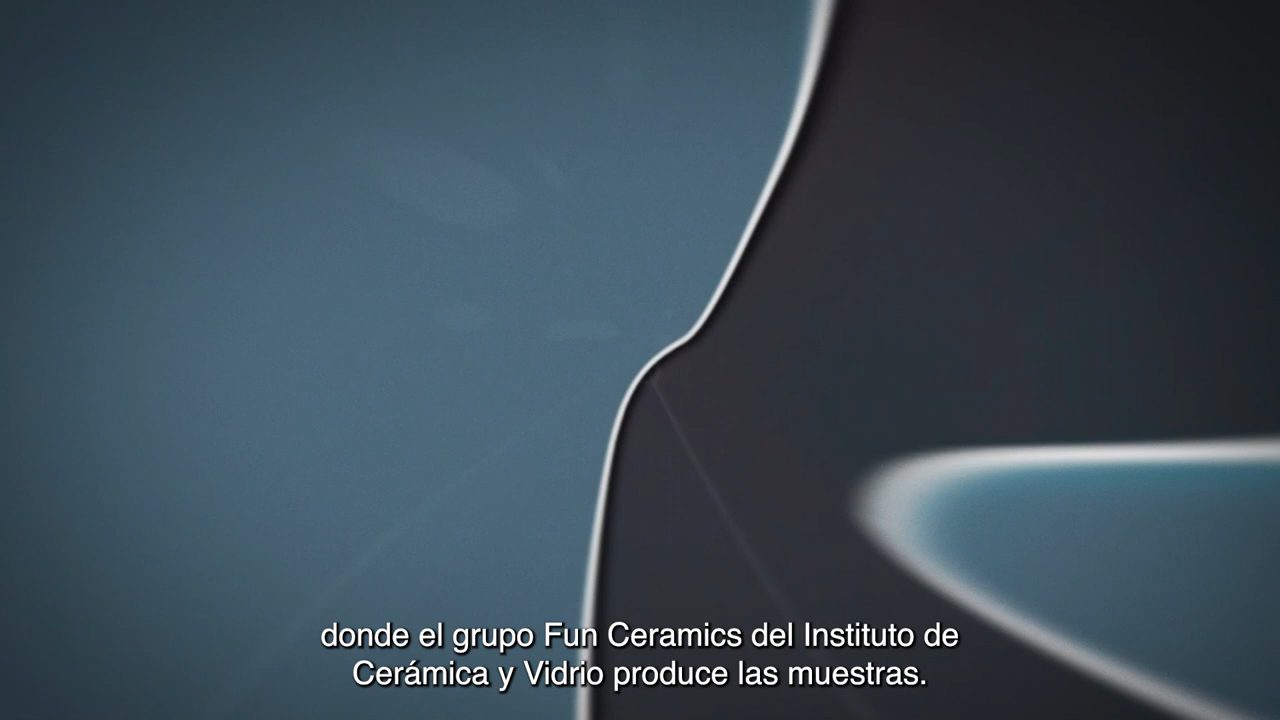 donde el grupo Fun Ceramics del Instituto de
Cerámica y Vidrio produce las muestras.